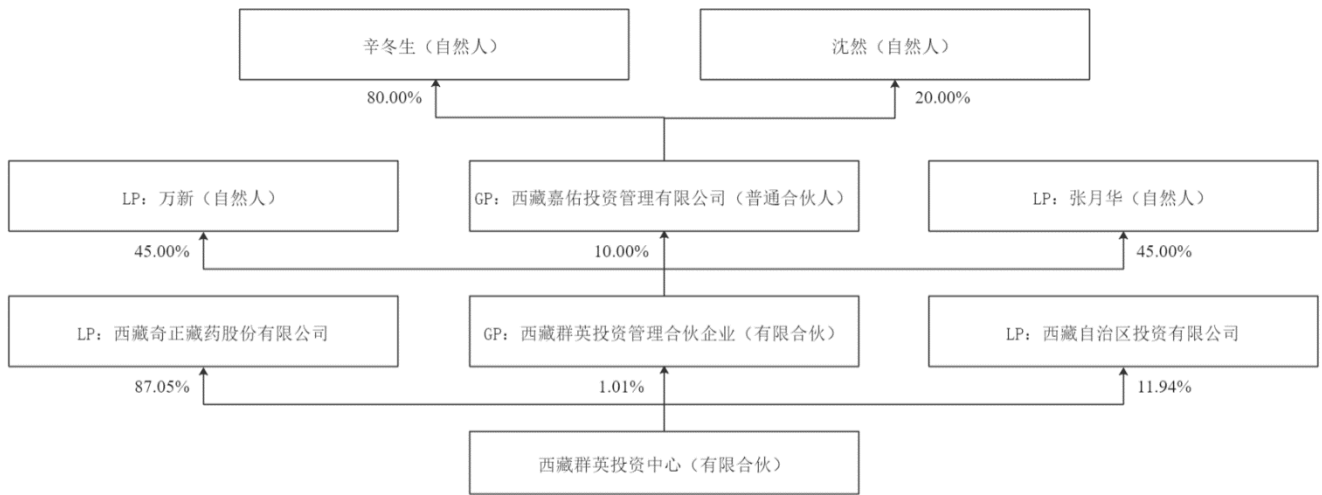 辛冬生（自然人）
沈然（自然人）
80.00%
20.00%
LP：万新（自然人）
GP：西藏嘉佑投资管理有限公司（普通合伙人）
LP：张月华（自然人）
45.00%
10.00%
45.00%
LP：西藏奇正藏药股份有限公司
GP：西藏群英投资管理合伙企业（有限合伙）
LP：西藏自治区投资有限公司
87.05%
1.01%
11.94%
西藏群英投资中心（有限合伙）